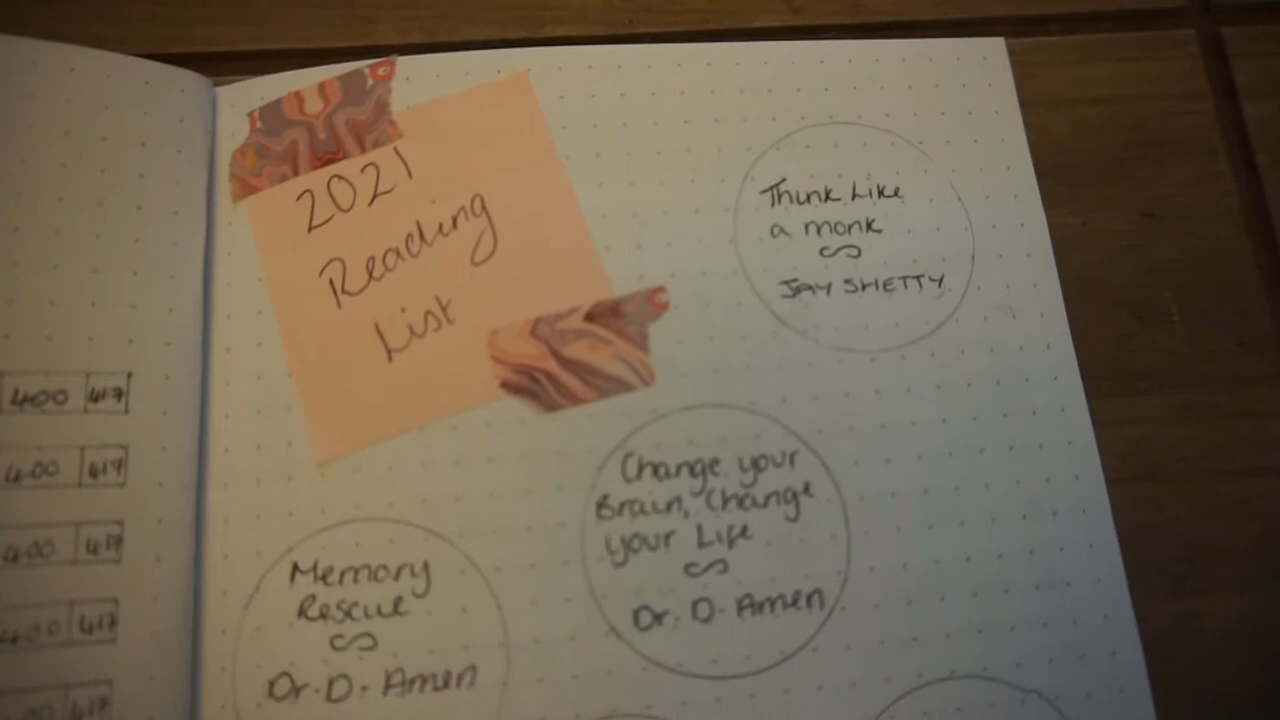 2021
Reading
List
Think Like
a monk
JAY SHETTY
Change your
Brain, Change
your Life
Dr. D. Amen
Memory
Rescue
Dr. D. Amen
400 417
400 417
400 417
400 417
417